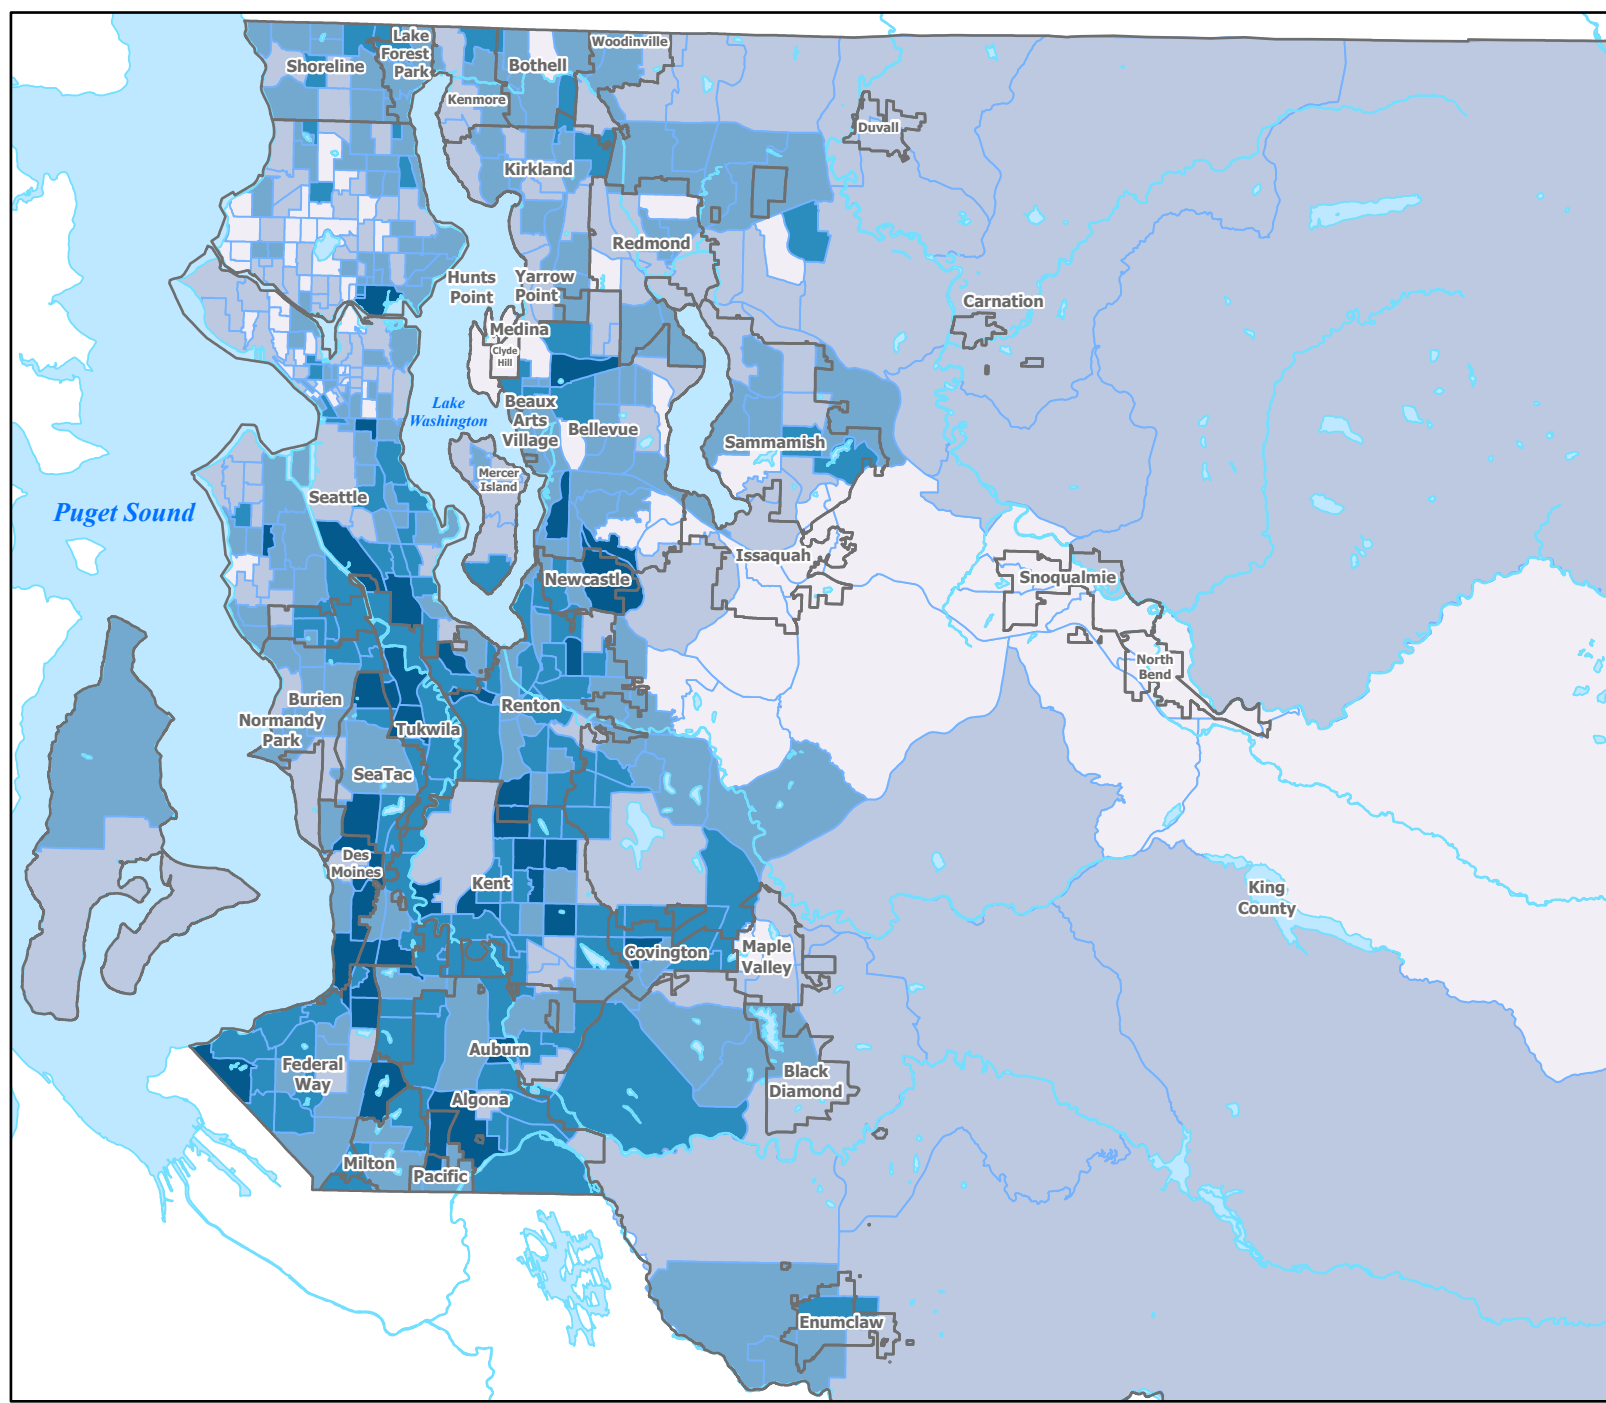 Lake
Forest
Park
Woodinville
Shoreline
Bothell
Kenmore
Duvall
Kirkland
Redmond
Hunts
Point
Yarrow
Point
Carnation
Medina
Clyde
Hill
Lake
Washington
Beaux
Arts
Village
Bellevue
Sammamish
Mercer
Island
Seattle
Puget Sound
Issaquah
Newcastle
Snoqualmie
North
Bend
Burien
Renton
Normandy
Park
Tukwila
SeaTac
Des
Moines
Kent
King
County
Covington
Maple
Valley
Auburn
Federal
Way
Black
Diamond
Algona
Milton
Pacific
Enumclaw